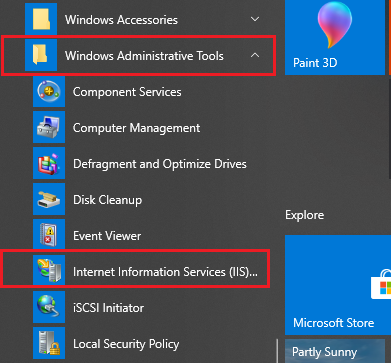 Windows Accessories
Windows Administrative Tools
Component Services
Computer Management
Defragment and Optimize Drives
Disk Cleanup
Event Viewer
Internet Information Services (IIS)...
iSCSI Initiator
Local Security Policy
Paint 3D
Explore
Microsoft Store
Partly Sunny